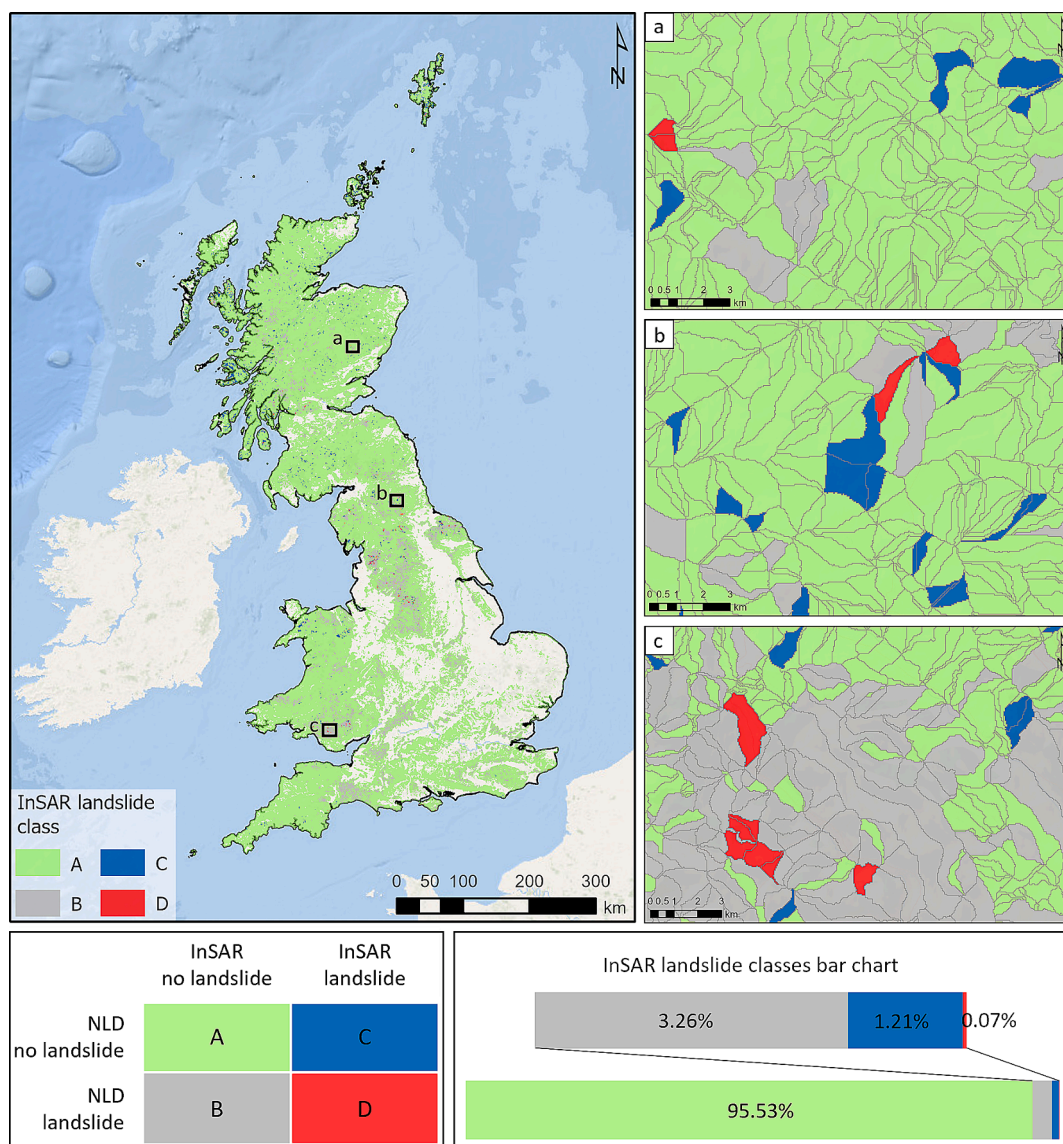 N
a
b
c
InSAR landslide
class
A
C
B
D
0 50 100 200 300
km
a
0 0.5 1 2 3
km
b
0 0.5 1 2 3
km
c
0 0.5 1 2 3
km
InSAR
no landslide
InSAR
landslide
NLD
no landslide
A
C
NLD
landslide
B
D
InSAR landslide classes bar chart
3.26%
1.21%
0.07%
95.53%